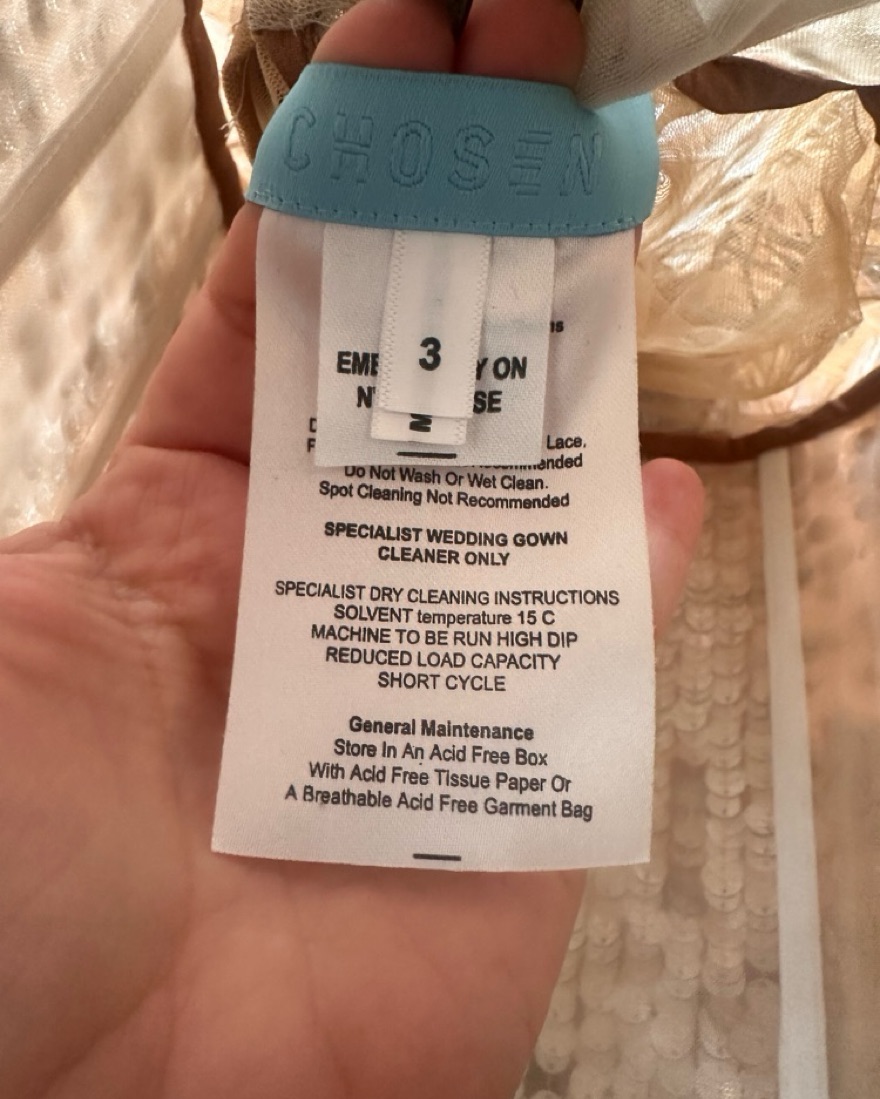 CHOSEN
3
M
EME Y ON
N SE
Lace.
Do Not Wash Or Wet Clean.
Spot Cleaning Not Recommended
SPECIALIST WEDDING GOWN
CLEANER ONLY
SPECIALIST DRY CLEANING INSTRUCTIONS
SOLVENT temperature 15 C
MACHINE TO BE RUN HIGH DIP
REDUCED LOAD CAPACITY
SHORT CYCLE
General Maintenance
Store In An Acid Free Box
With Acid Free Tissue Paper Or
A Breathable Acid Free Garment Bag